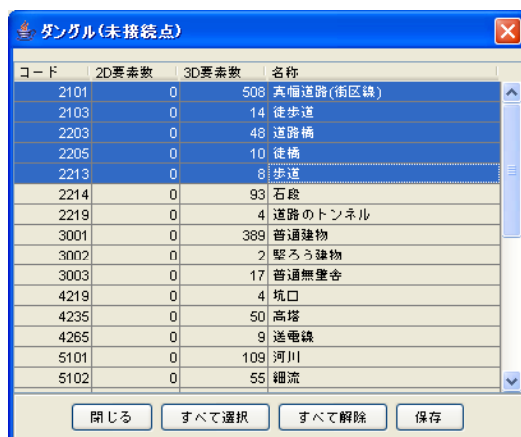 ダングル(未接続点)
コード 2D要素数 3D要素数 名称
2101 0 508 真幅道路(街区線)
2103 0 14 徒歩道
2203 0 48 道路橋
2205 0 10 徒橋
2213 0 8 歩道
2214 0 93 石段
2219 0 4 道路のトンネル
3001 0 389 普通建物
3002 0 2 堅ろう建物
3003 0 17 普通無壁舎
4219 0 4 坑口
4235 0 50 高塔
4265 0 9 送電線
5101 0 109 河川
5102 0 55 細流
閉じる すべて選択 すべて解除 保存